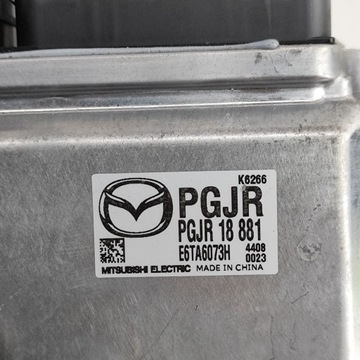 K6266
PGJR
PGJR 18 881
E6TA6073H 4408
0023
MITSUBISHI ELECTRIC MADE IN CHINA